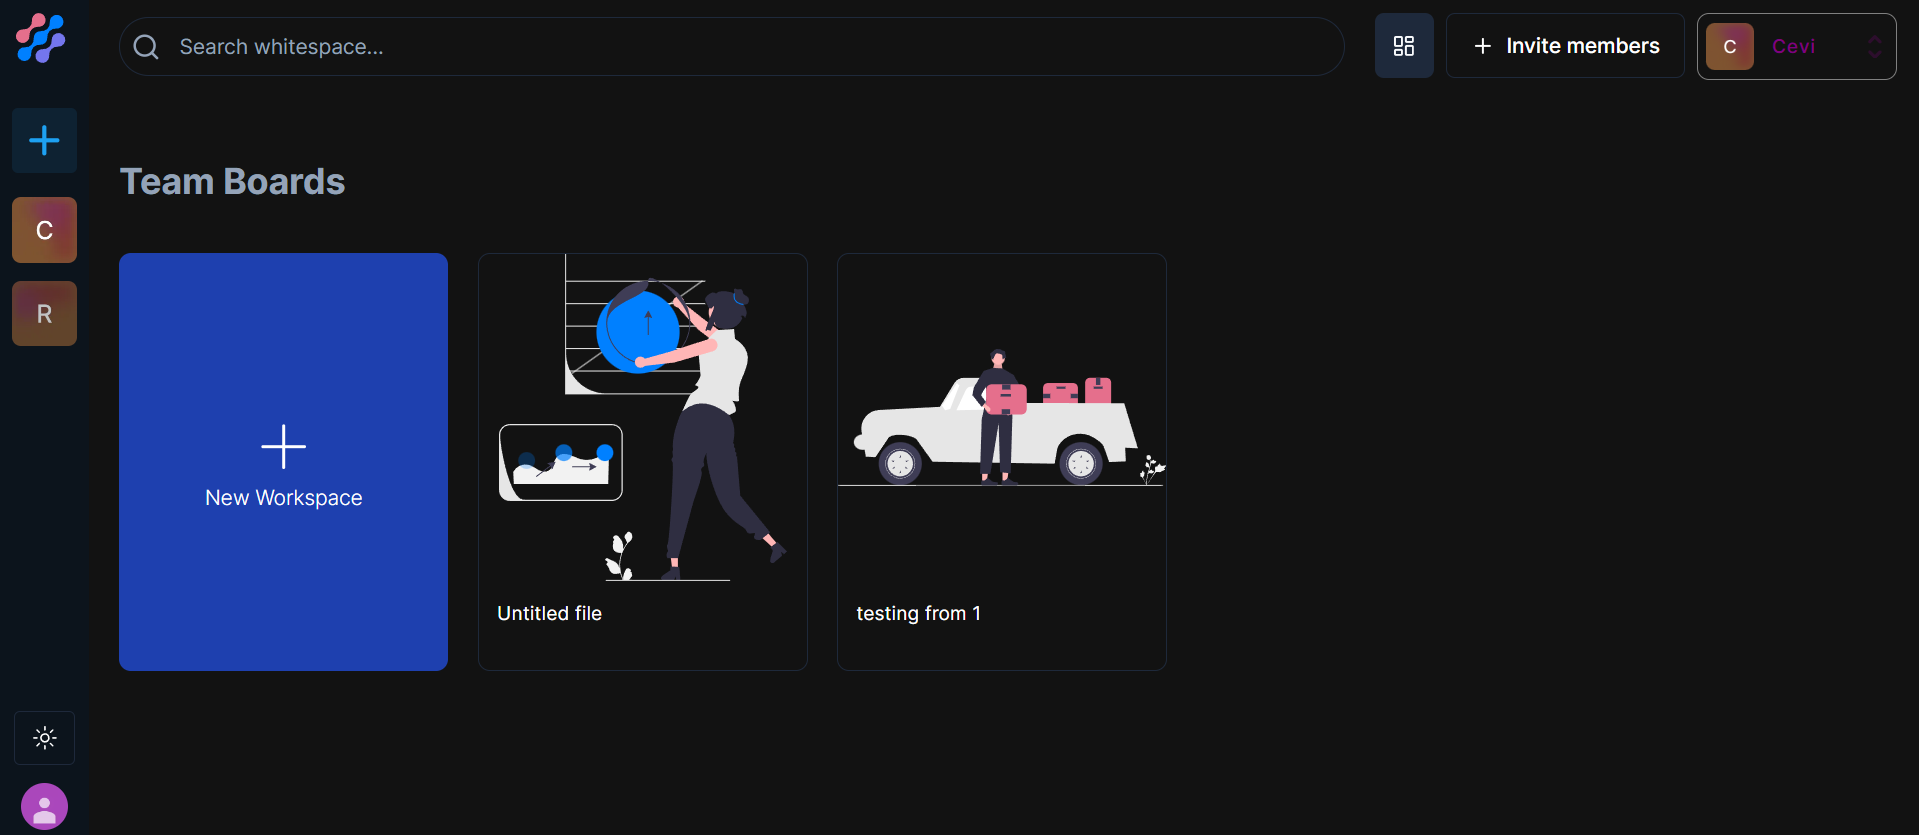 Search whitespace...
Invite members
C
Cevi
C
R
Team Boards
New Workspace
Untitled file
testing from 1